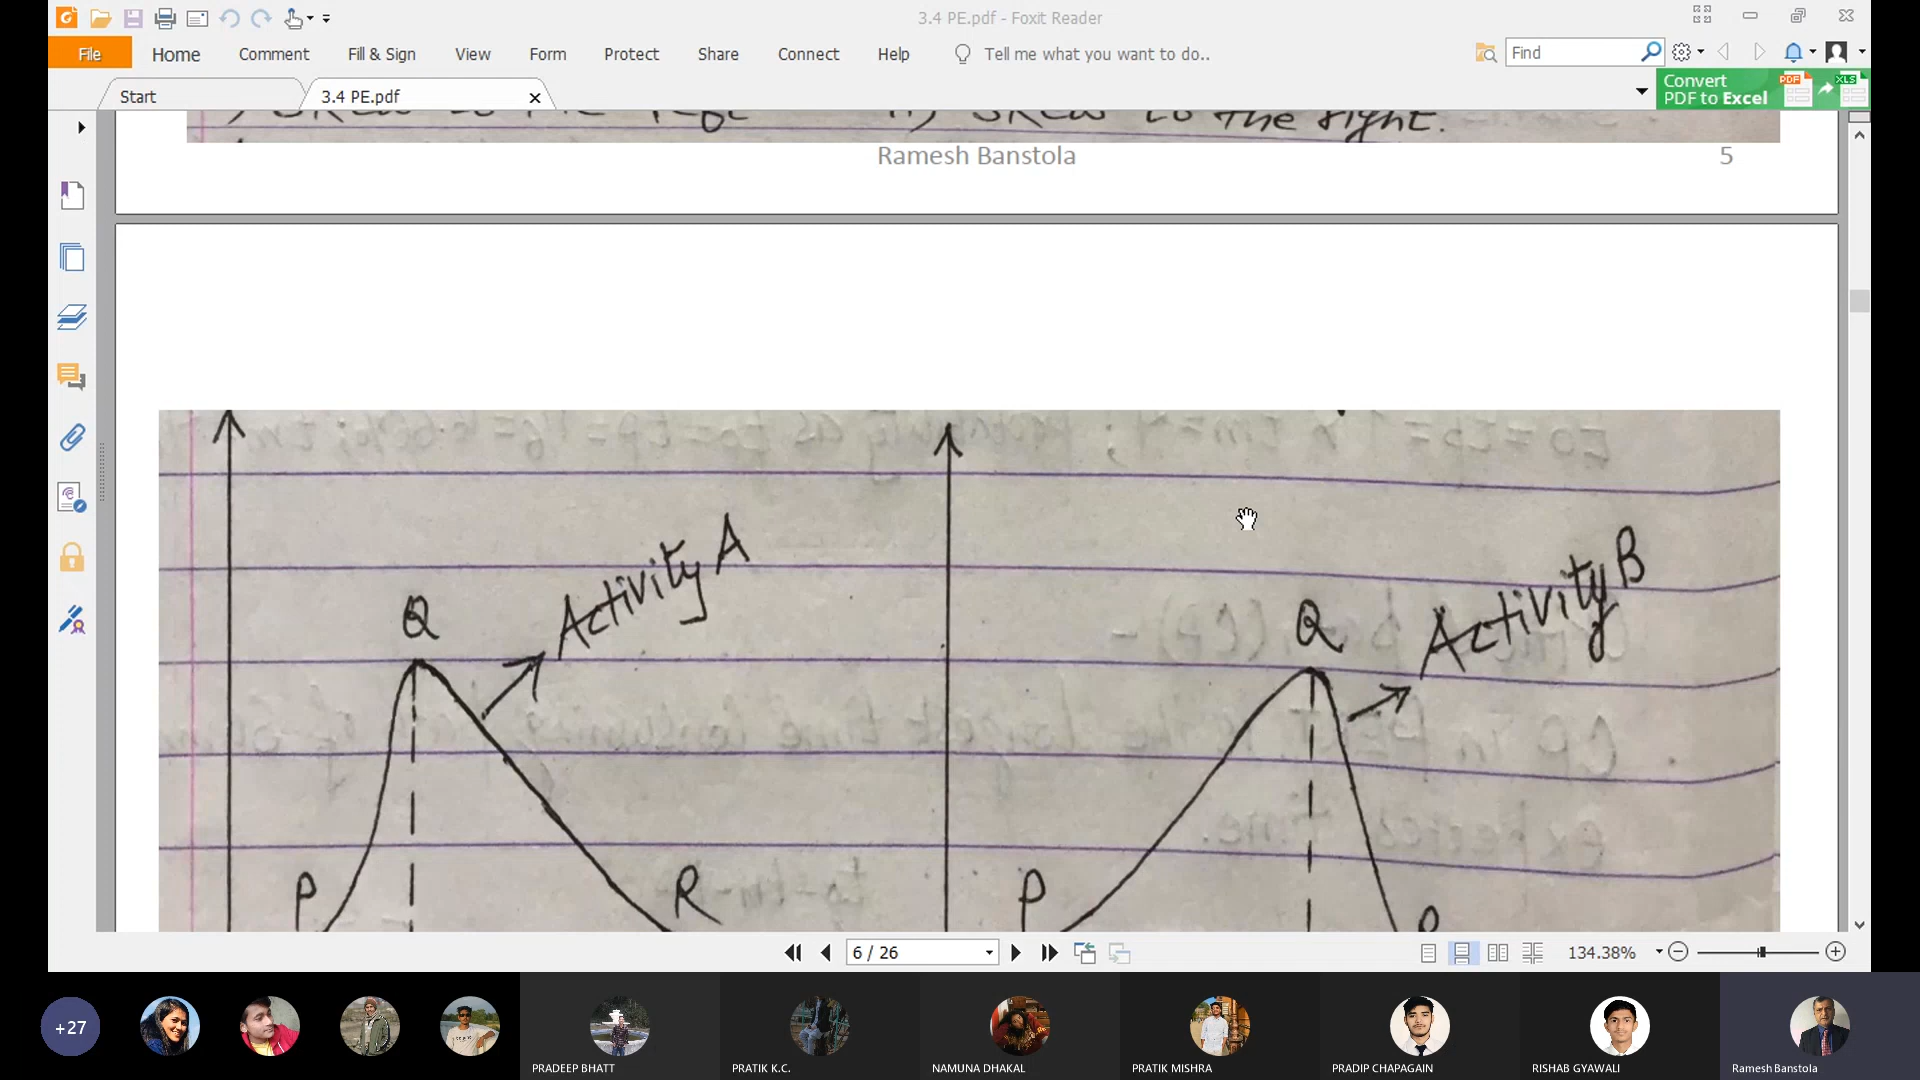 3.4 PE.pdf - Foxit Reader
File Home Comment Fill & Sign View Form Protect Share Connect Help Tell me what you want to do.. Find
Start 3.4 PE.pdf
Convert
PDF to Excel
PDF XLS
to the right.
Ramesh Banstola 5
Activity A
Activity B
Q Q
P R P
6 / 26 134.38%
+27
PRADEEP BHATT PRATIK K.C. NAMUNA DHAKAL PRATIK MISHRA PRADIP CHAPAGAIN RISHAB GYAWALI Ramesh Banstola